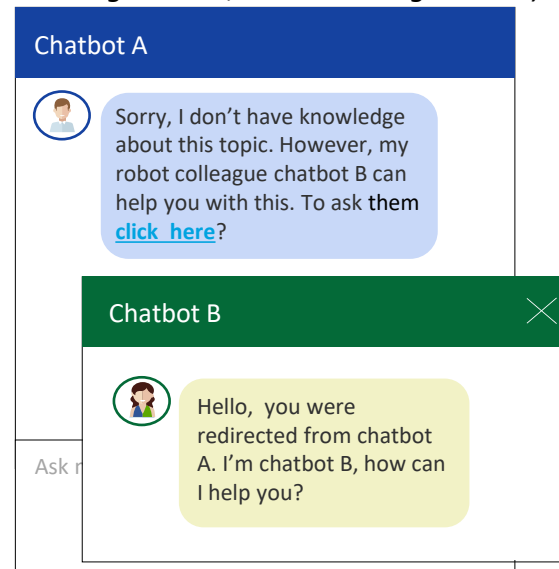 Chatbot A
Sorry, I don’t have knowledge
about this topic. However, my
robot colleague chatbot B can
help you with this. To ask them
click here?
Chatbot B
Hello, you were
redirected from chatbot
A. I’m chatbot B, how can
I help you?
Ask